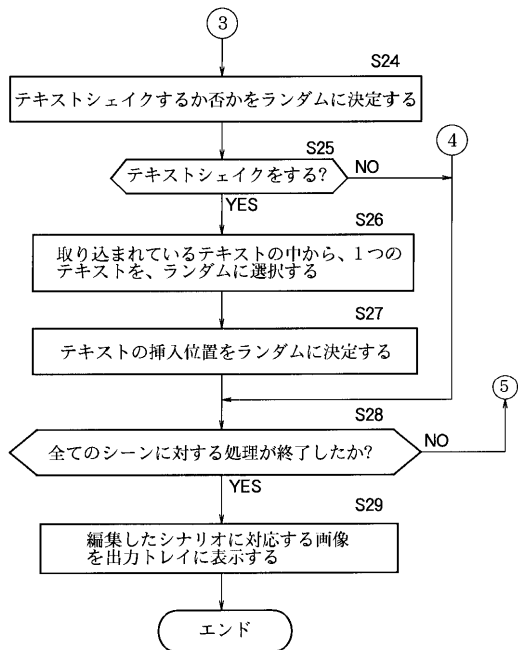 ③
S24
テキストシェイクするか否かをランダムに決定する
④
S25
テキストシェイクをする?
NO
YES
S26
取り込まれているテキストの中から、1つの
テキストを、ランダムに選択する
S27
テキストの挿入位置をランダムに決定する
⑤
S28
全てのシーンに対する処理が終了したか?
NO
YES
S29
編集したシナリオに対応する画像
を出力トレイに表示する
エンド